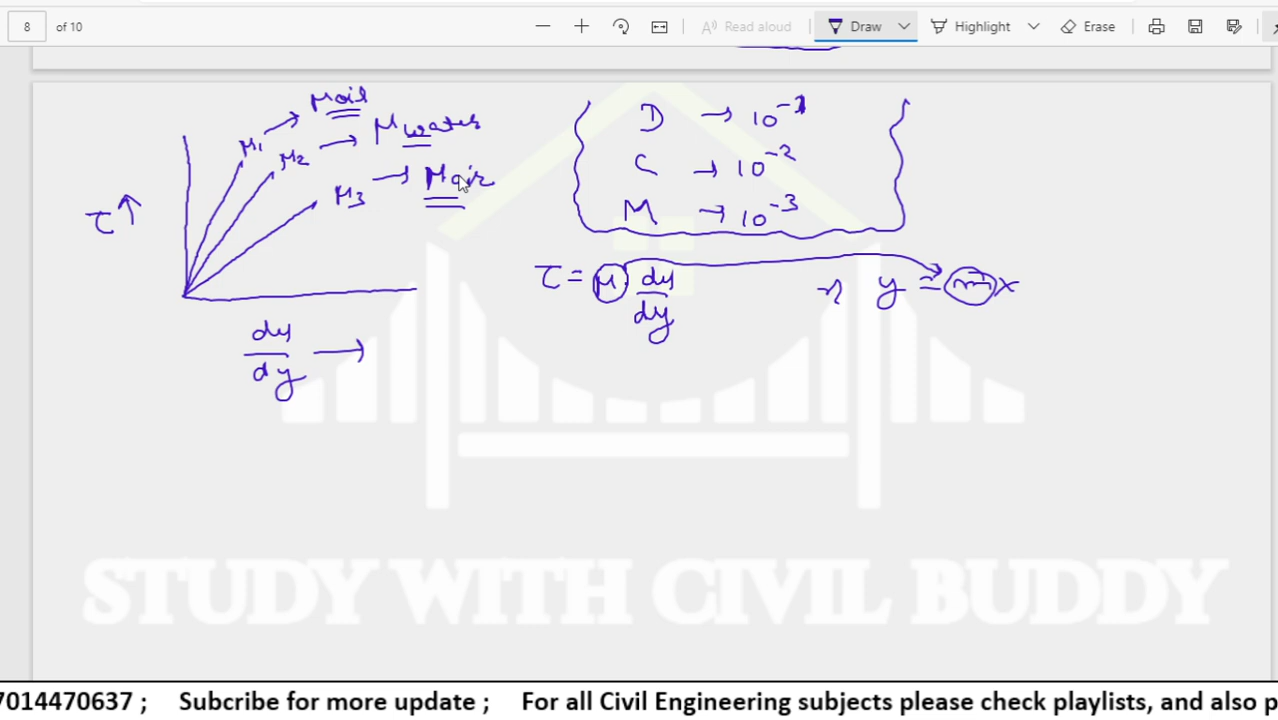 8 of 10 Read aloud Draw Highlight Erase
μ₁ → μoil
μ₂ → μwater
μ₃ → μair
τ↑
du
dy →
D → 10⁻¹
C → 10⁻²
M → 10⁻³
τ = μ. du
dy
y = mx
STUDY WITH CIVIL BUDDY
7014470637 ; Subcribe for more update ; For all Civil Engineering subjects please check playlists, and also p